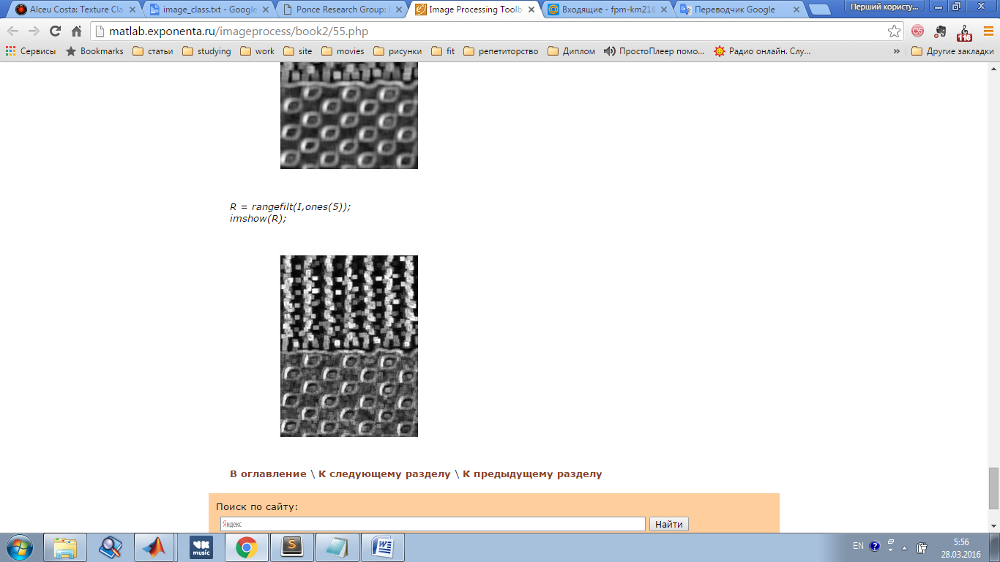 Alceu Costa: Texture Cla
image_class.txt - Google
Ponce Research Group:
Image Processing Toolb
Входящие - fpm-km21@
Переводчик Google
Перший користу...
matlab.exponenta.ru/imageprocess/book2/55.php
116
Сервисы
Bookmarks
статьи
studying
work
site
movies
рисунки
fit
репетиторство
Диплом
ПростоПлеер помо...
Радио онлайн. Слу...
»
Другие закладки
R = rangefilt(I,ones(5));
imshow(R);
В оглавление \ К следующему разделу \ К предыдущему разделу
Поиск по сайту:
Яндекс
Найти
VK
music
EN
5:56
28.03.2016